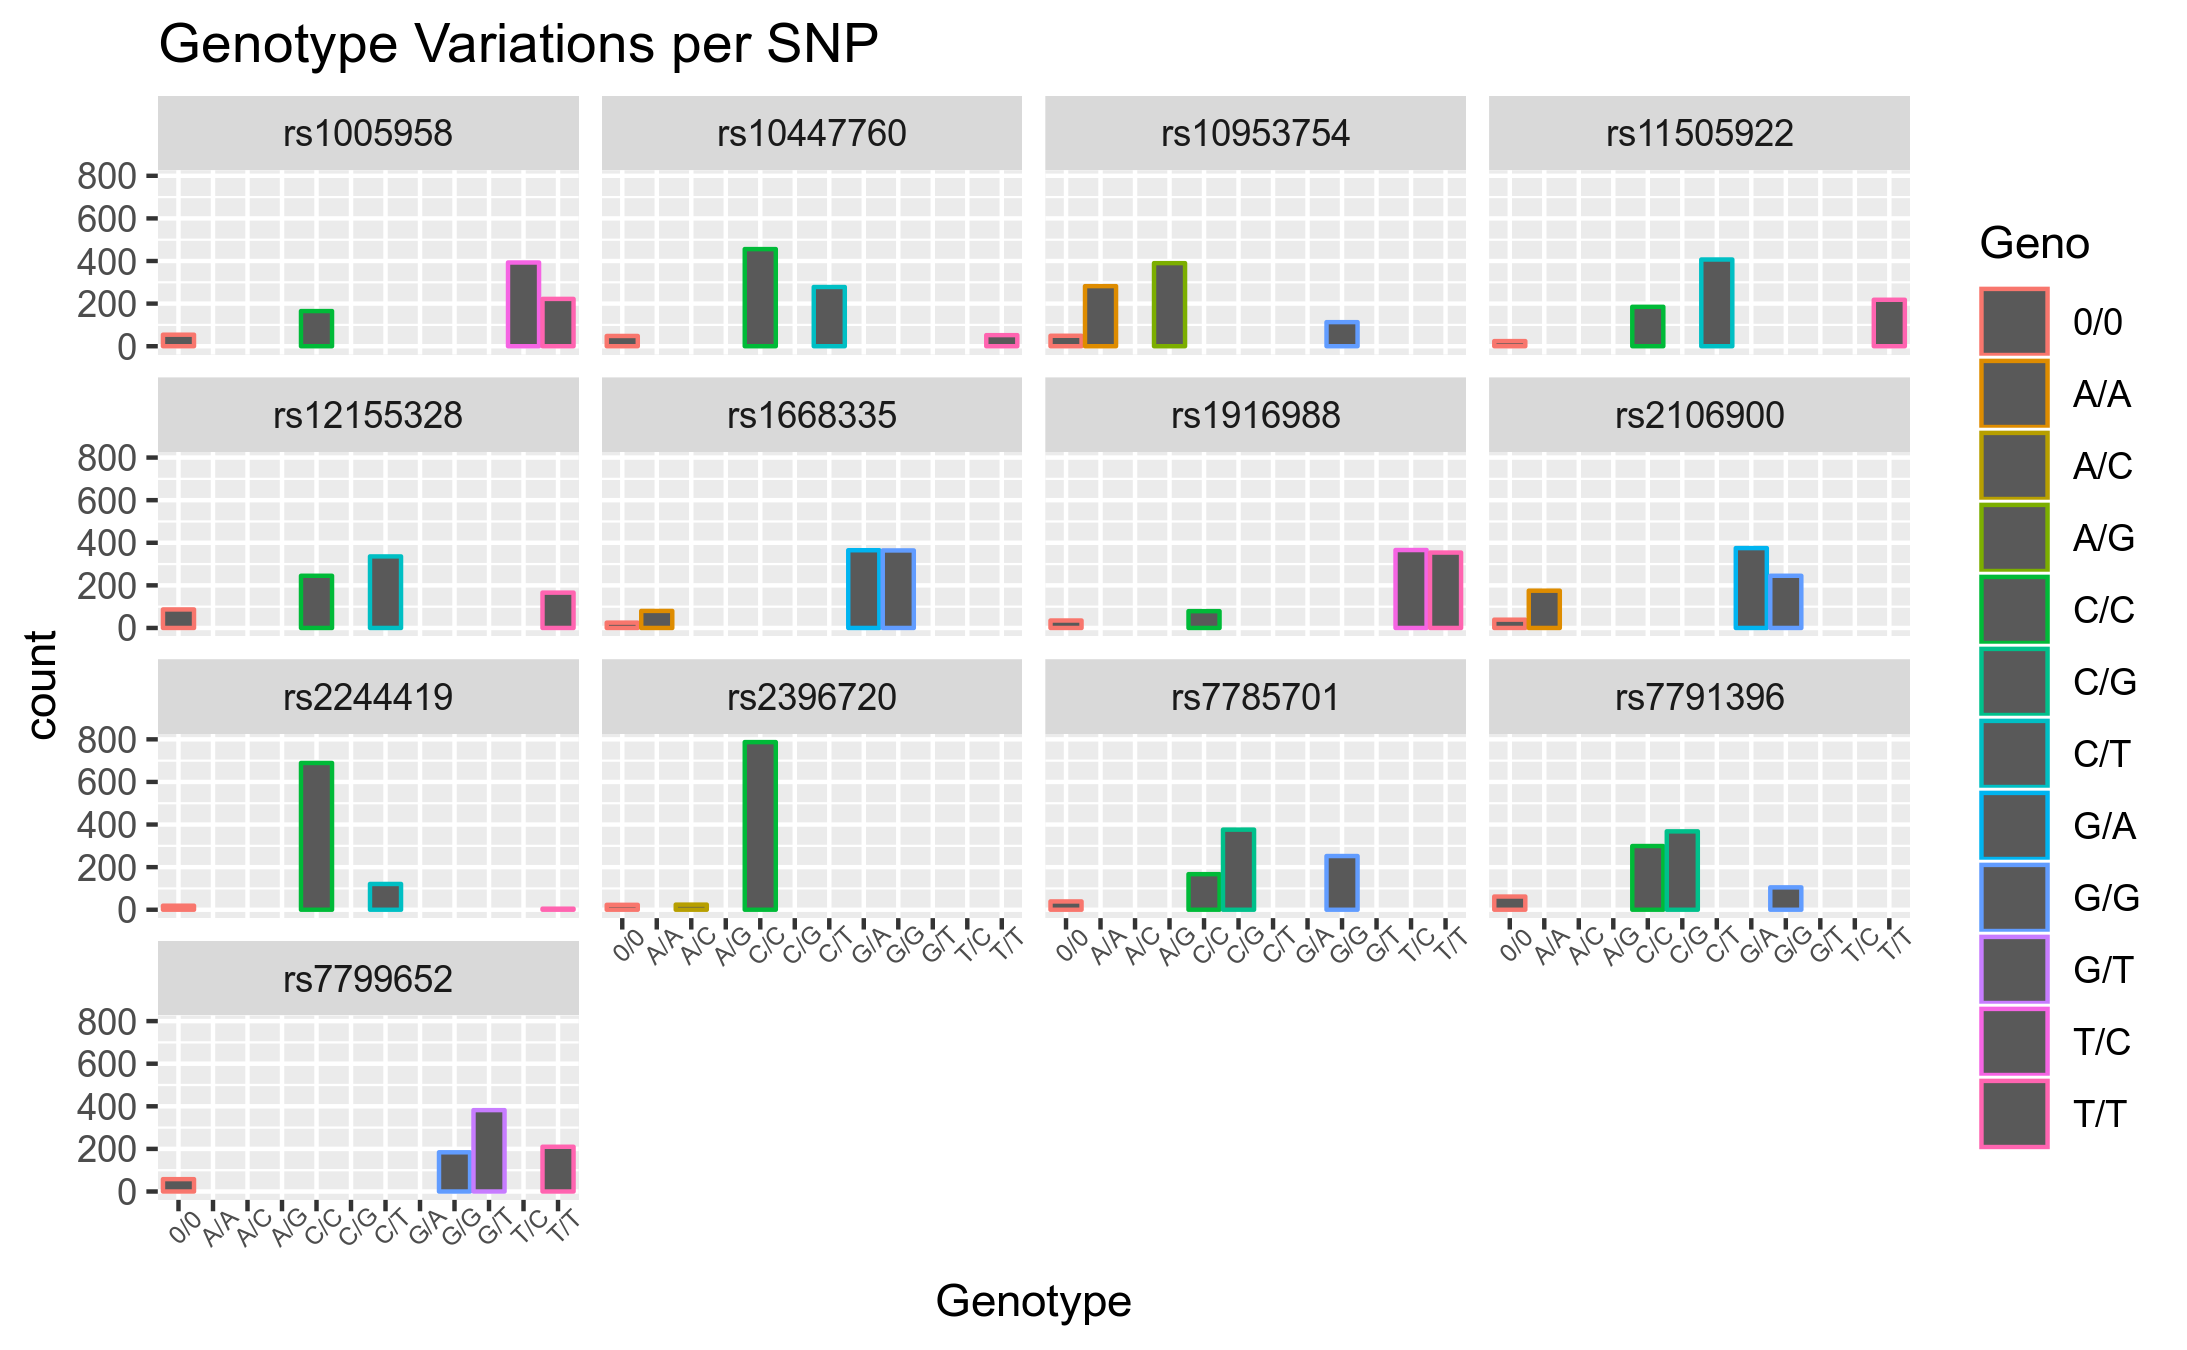 Genotype Variations per SNP
rs1005958 rs10447760 rs10953754 rs11505922
800
600
400
200
0
rs12155328 rs1668335 rs1916988 rs2106900
800
600
400
200
0
rs2244419 rs2396720 rs7785701 rs7791396
800
600
400
200
0
0/0 A/A A/C A/G C/C C/G C/T G/A G/G G/T T/C T/T
0/0 A/A A/C A/G C/C C/G C/T G/A G/G G/T T/C T/T
0/0 A/A A/C A/G C/C C/G C/T G/A G/G G/T T/C T/T
rs7799652
800
600
400
200
0
0/0 A/A A/C A/G C/C C/G C/T G/A G/G G/T T/C T/T
count
Genotype
Geno
0/0
A/A
A/C
A/G
C/C
C/G
C/T
G/A
G/G
G/T
T/C
T/T